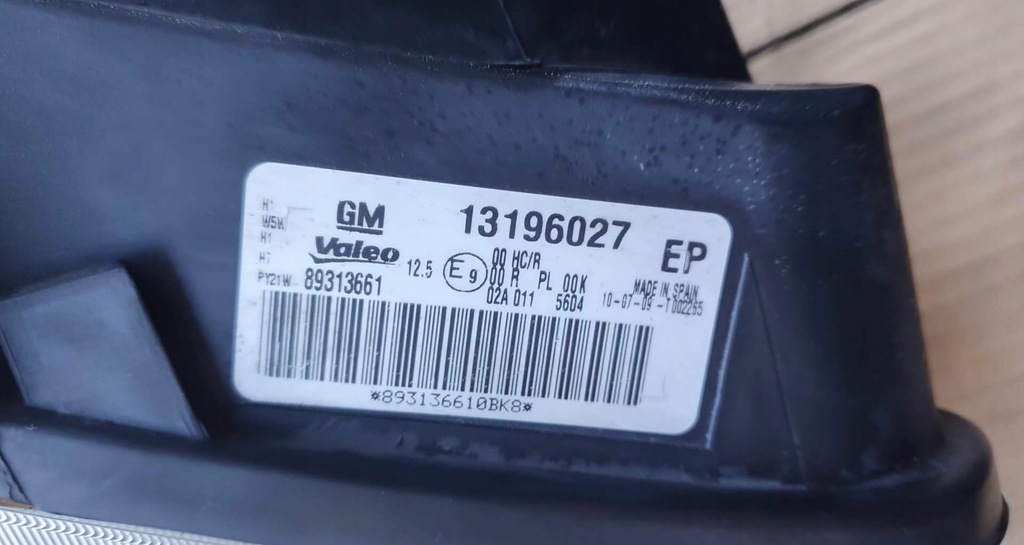 H1
W5W
H1
H7
PY21W
GM
Valeo
89313661
13196027
EP
12.5
E9
00 HC/R
00 R PL 00K
02A 011 5604
MADE IN SPAIN
10-07-09 -T002265
*893136610BK8*